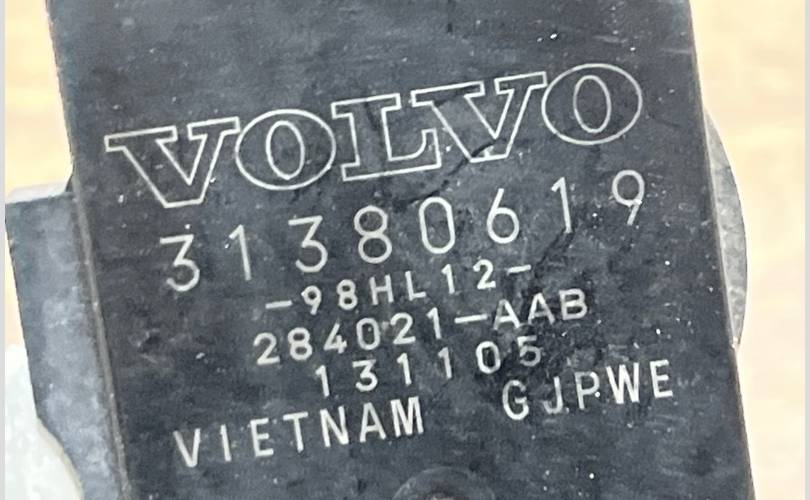 VOLVO
31380619
-98HL12-
284021-AAB
131105
VIETNAM GJPWE